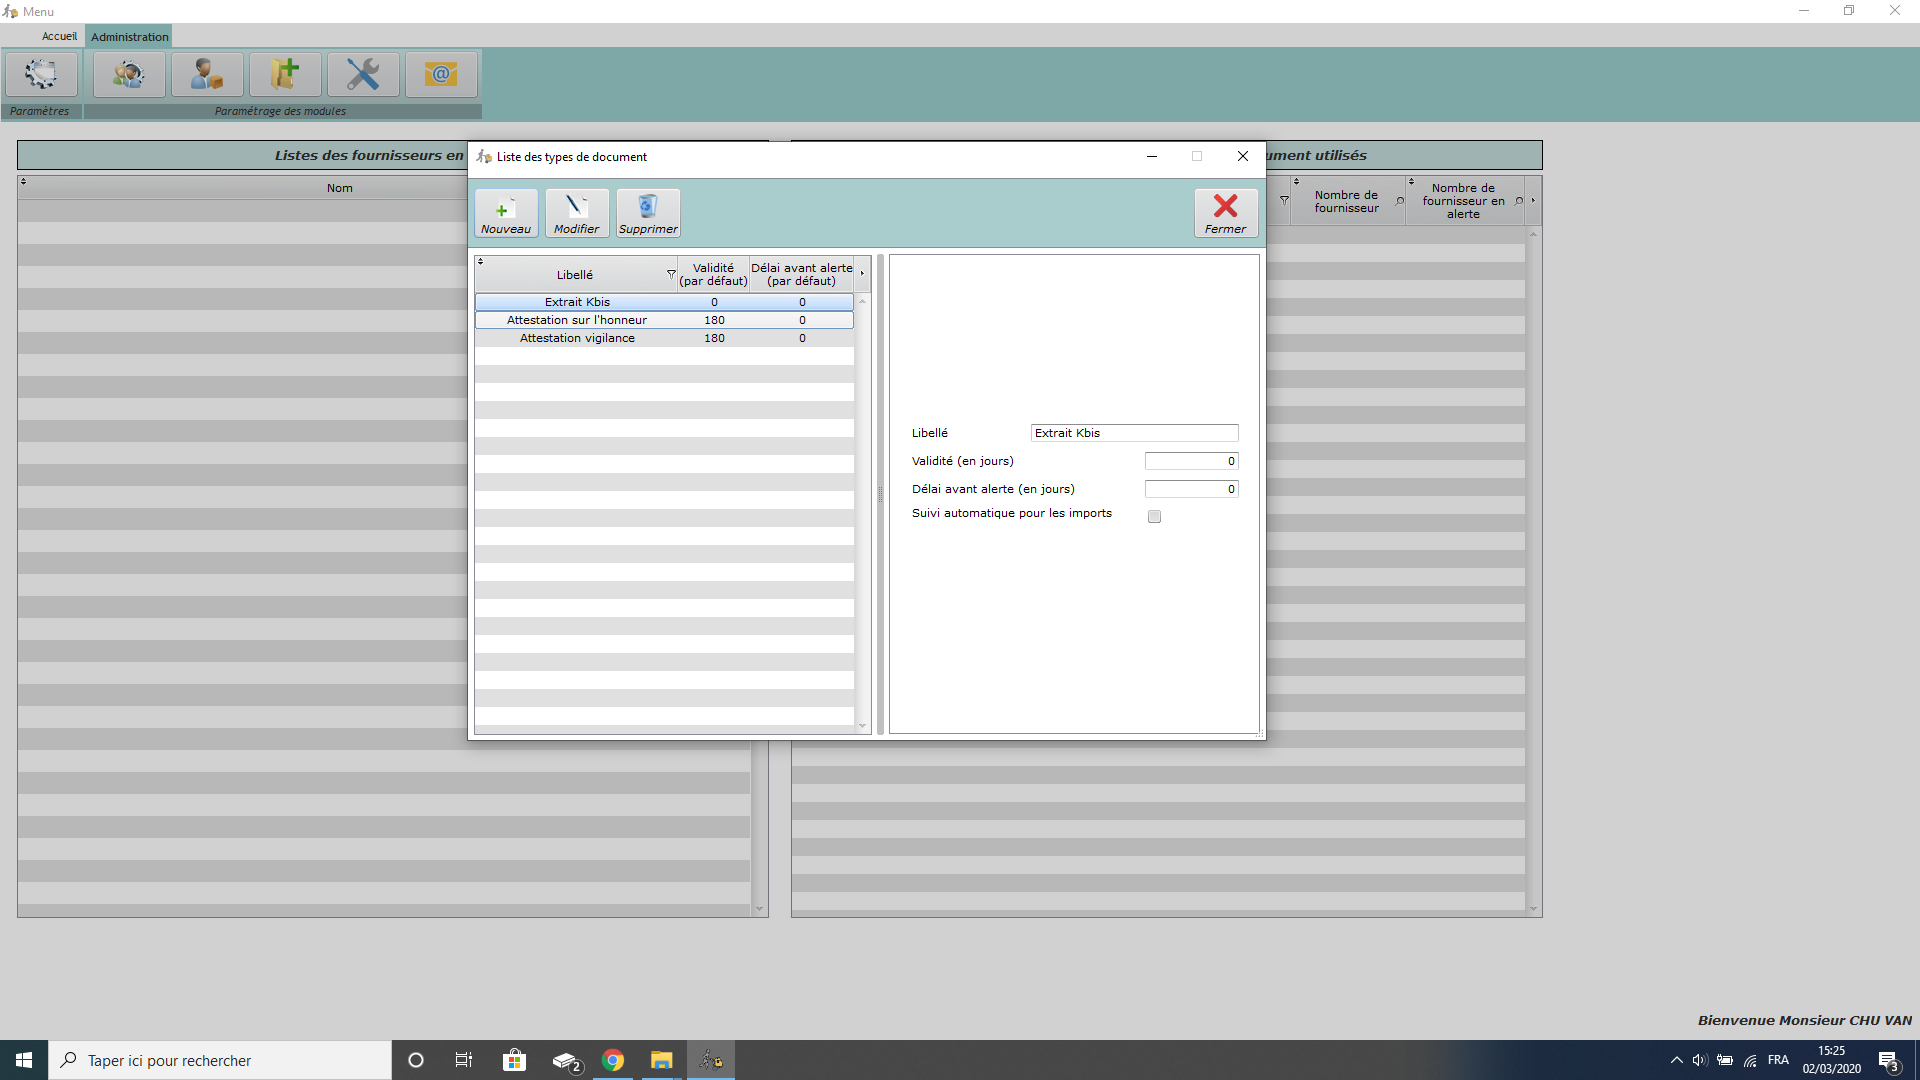 Menu
Accueil
Administration
Paramètres
Paramétrage des modules
Listes des fournisseurs en
Nom
ument utilisés
Nombre de
fournisseur
Nombre de
fournisseur en
alerte
Liste des types de document
Nouveau
Modifier
Supprimer
Fermer
Libellé
Validité
(par défaut)
Délai avant alerte
(par défaut)
Extrait Kbis 0 0
Attestation sur l'honneur 180 0
Attestation vigilance 180 0
Libellé Extrait Kbis
Validité (en jours) 0
Délai avant alerte (en jours) 0
Suivi automatique pour les imports
Bienvenue Monsieur CHU VAN
Taper ici pour rechercher
2
FRA
15:25
02/03/2020
3